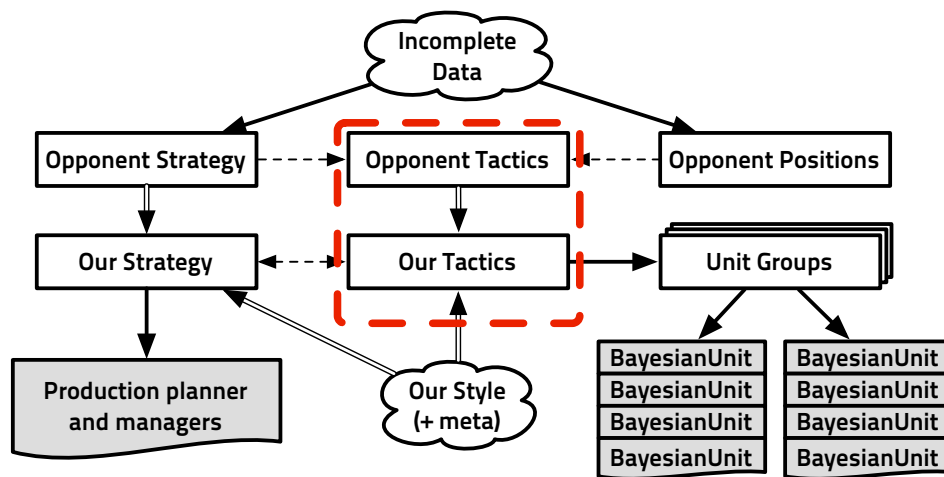 Incomplete
Data
Opponent Strategy
Opponent Tactics
Opponent Positions
Our Strategy
Our Tactics
Unit Groups
Production planner
and managers
Our Style
(+ meta)
BayesianUnit
BayesianUnit
BayesianUnit
BayesianUnit
BayesianUnit
BayesianUnit
BayesianUnit
BayesianUnit